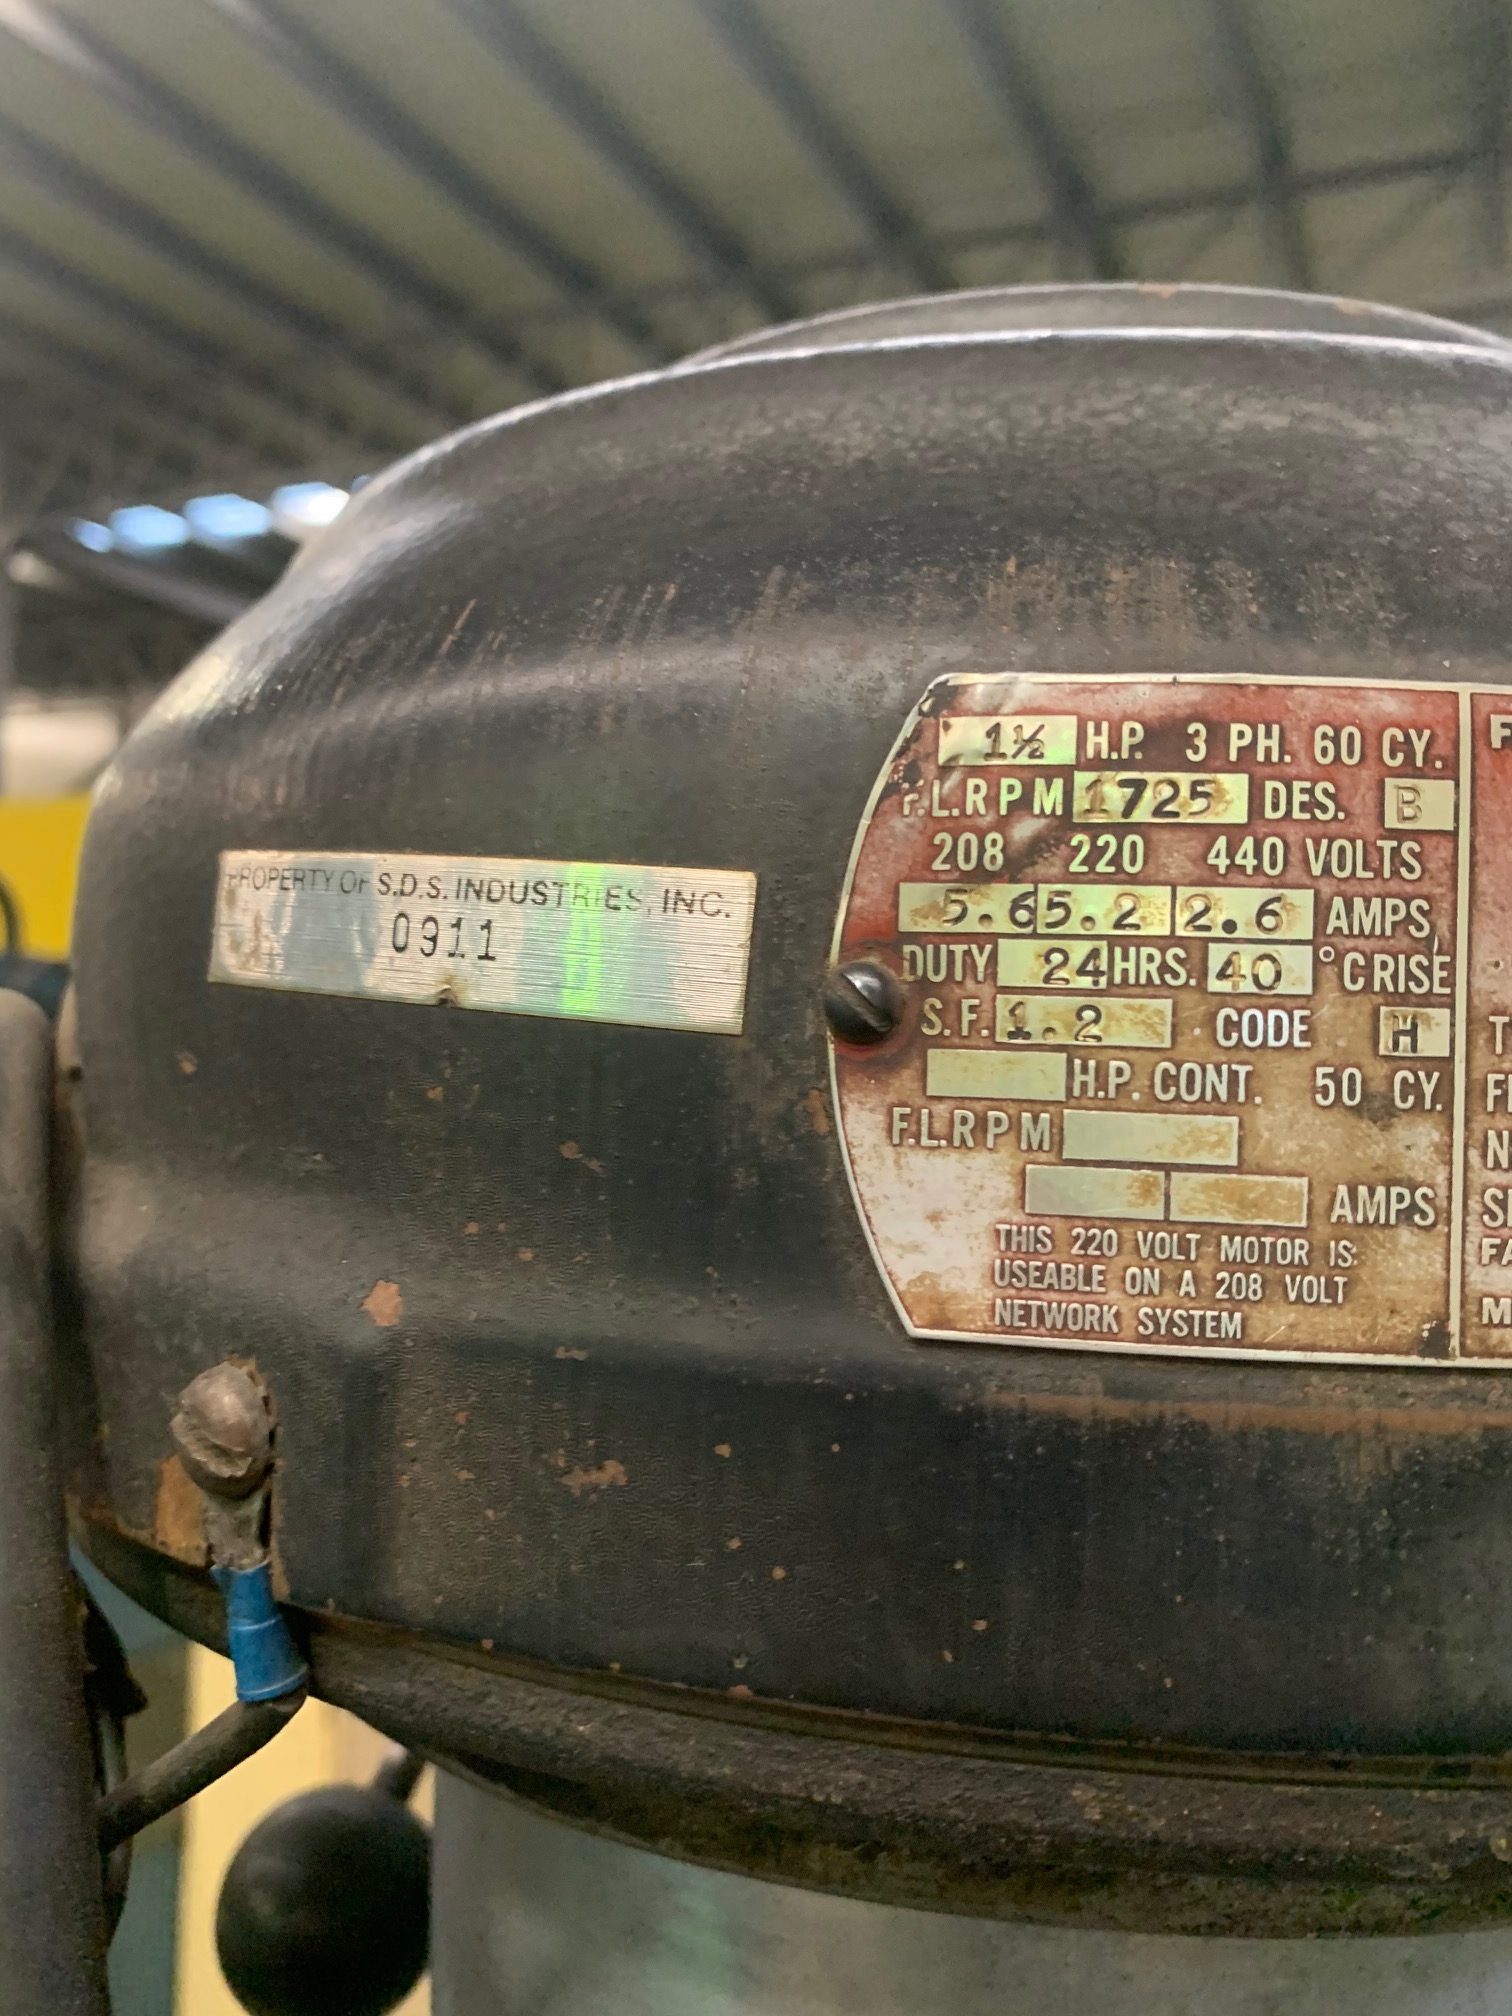 PROPERTY OF S.D.S. INDUSTRIES, INC.
0911
1½ H.P. 3 PH. 60 CY.
F.L.RPM 1725 DES. B
208 220 440 VOLTS
5.6 5.2 2.6 AMPS
DUTY 24 HRS. 40 °C RISE
S.F. 1.2 CODE H
H.P. CONT. 50 CY.
F.L.RPM
AMPS
THIS 220 VOLT MOTOR IS
USEABLE ON A 208 VOLT
NETWORK SYSTEM